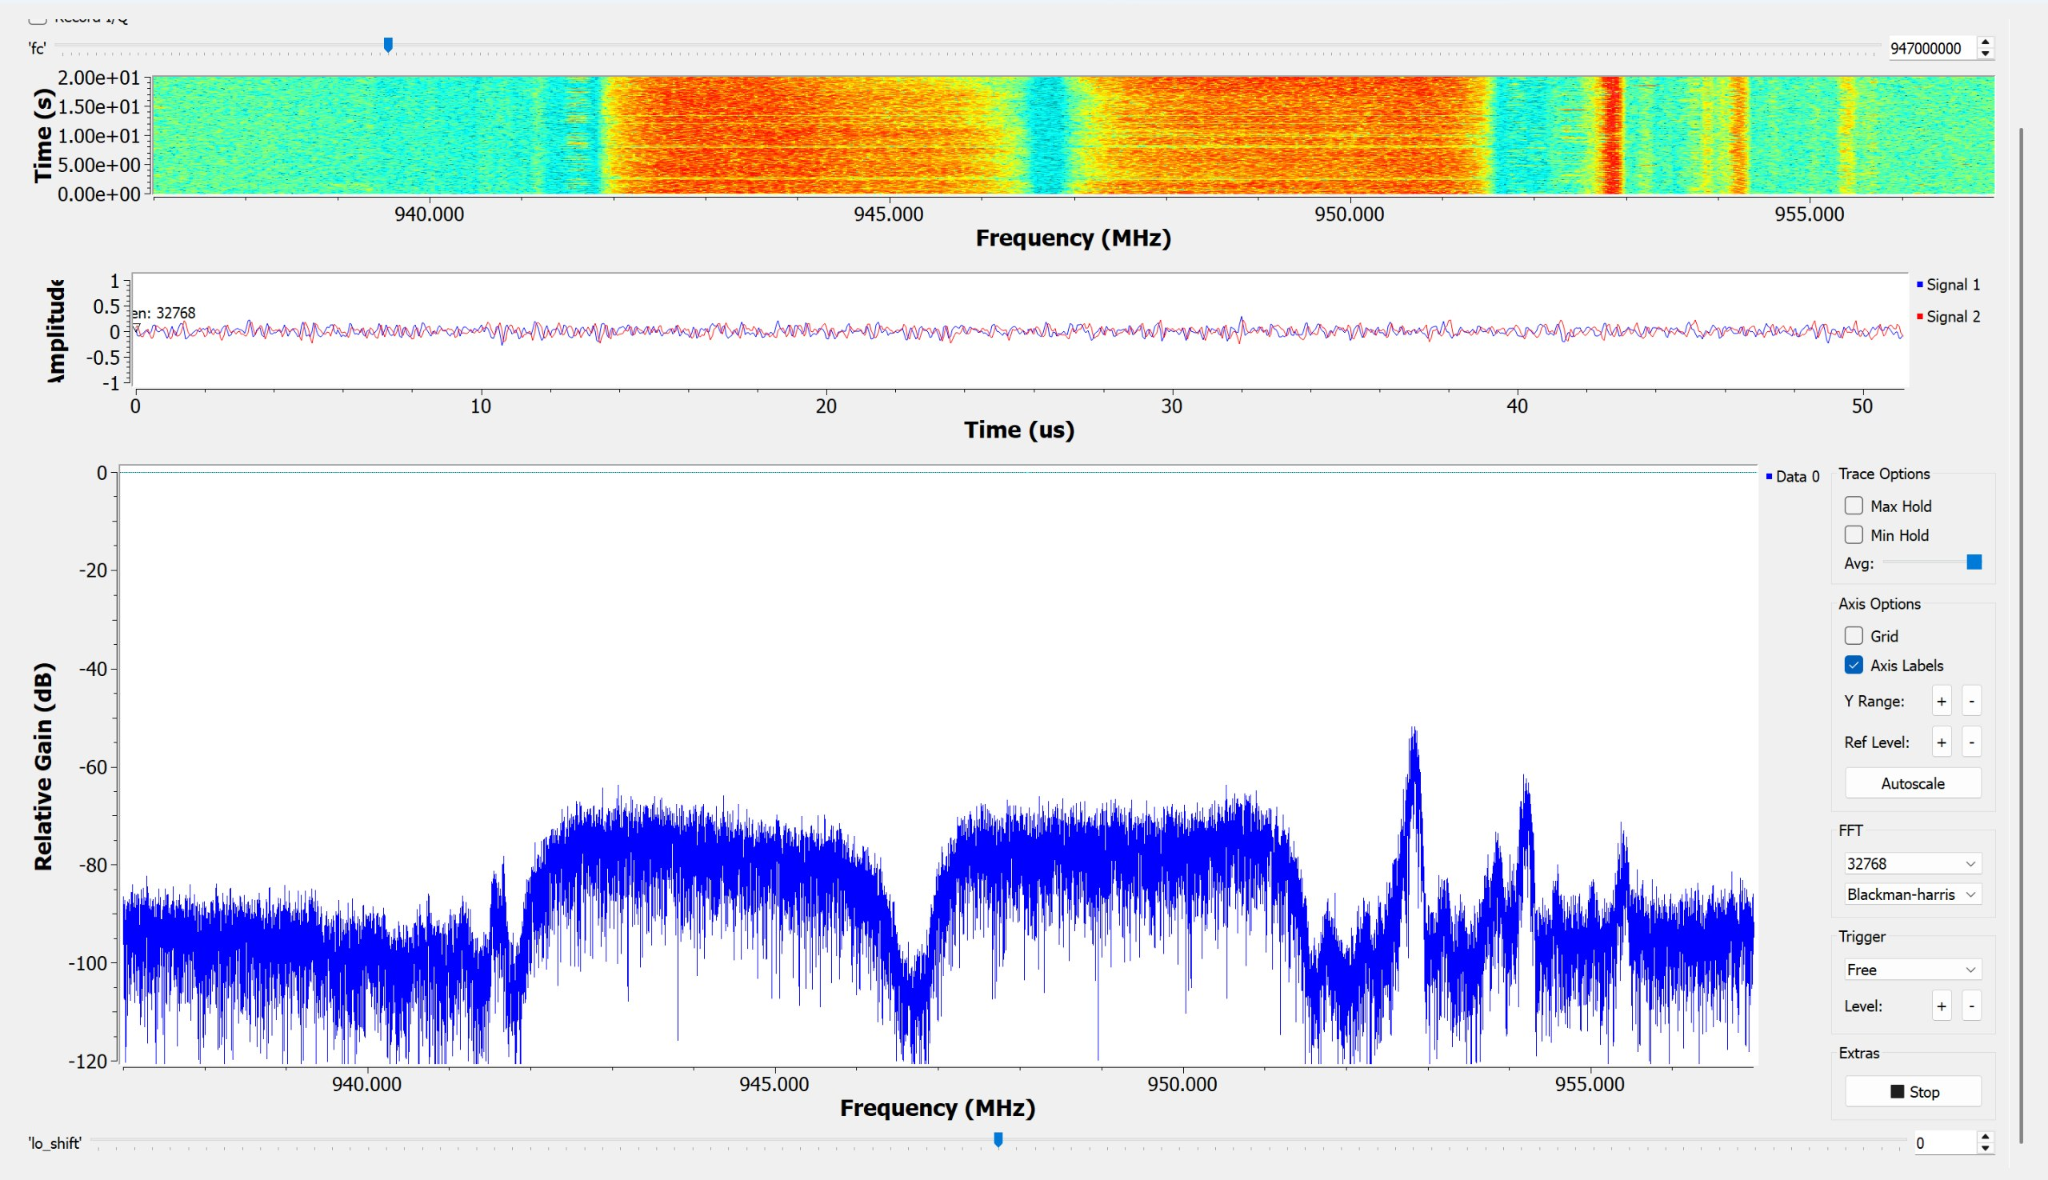 Record I/Q
'fc' 947000000
Time (s)
2.00e+01
1.50e+01
1.00e+01
5.00e+00
0.00e+00
940.000 945.000 950.000 955.000
Frequency (MHz)
Amplitude
1
0.5
0
-0.5
-1
en: 32768
Signal 1
Signal 2
0 10 20 30 40 50
Time (us)
Relative Gain (dB)
0
-20
-40
-60
-80
-100
-120
Data 0
940.000 945.000 950.000 955.000
Frequency (MHz)
Trace Options
Max Hold
Min Hold
Avg:
Axis Options
Grid
Axis Labels
Y Range: + -
Ref Level: + -
Autoscale
FFT
32768
Blackman-harris
Trigger
Free
Level: + -
Extras
Stop
'lo_shift' 0